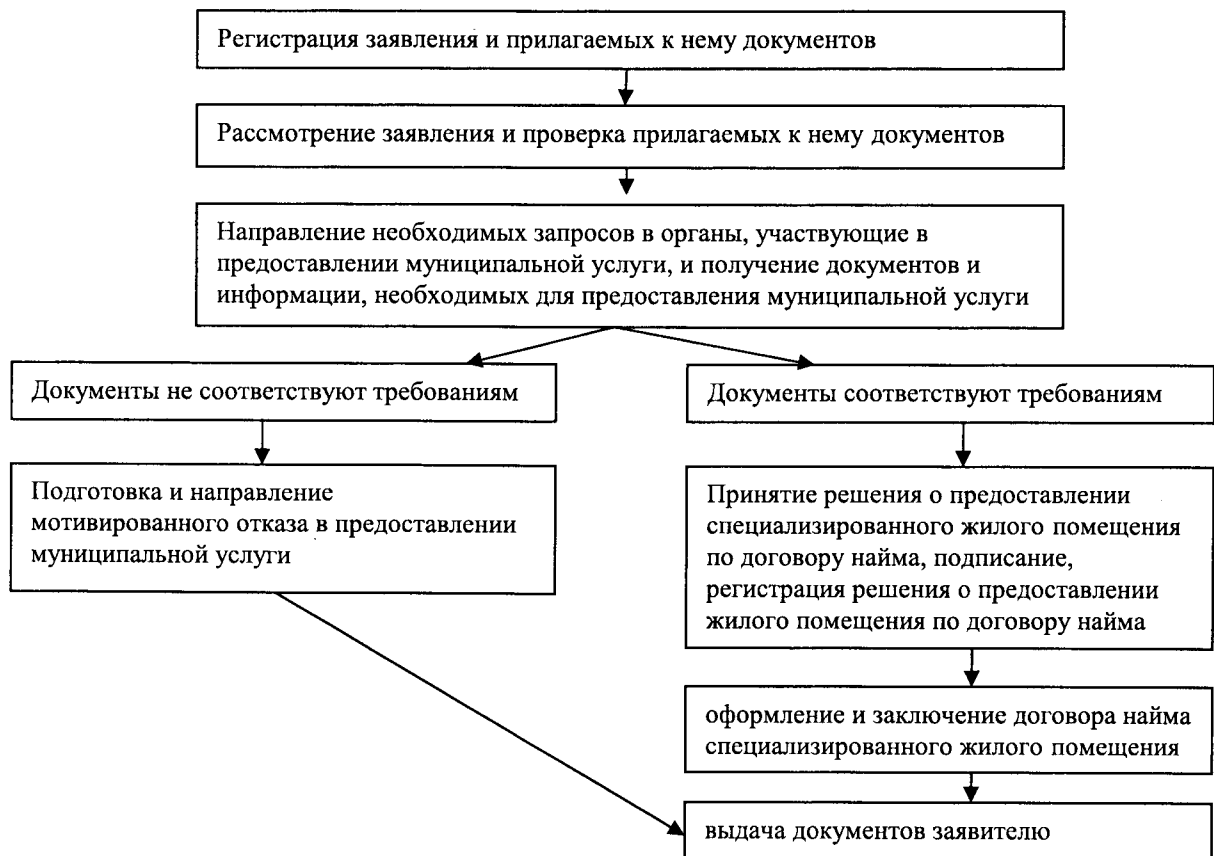 Регистрация заявления и прилагаемых к нему документов
Рассмотрение заявления и проверка прилагаемых к нему документов
Направление необходимых запросов в органы, участвующие в
предоставлении муниципальной услуги, и получение документов и
информации, необходимых для предоставления муниципальной услуги
Документы не соответствуют требованиям
Документы соответствуют требованиям
Подготовка и направление
мотивированного отказа в предоставлении
муниципальной услуги
Принятие решения о предоставлении
специализированного жилого помещения
по договору найма, подписание,
регистрация решения о предоставлении
жилого помещения по договору найма
оформление и заключение договора найма
специализированного жилого помещения
выдача документов заявителю